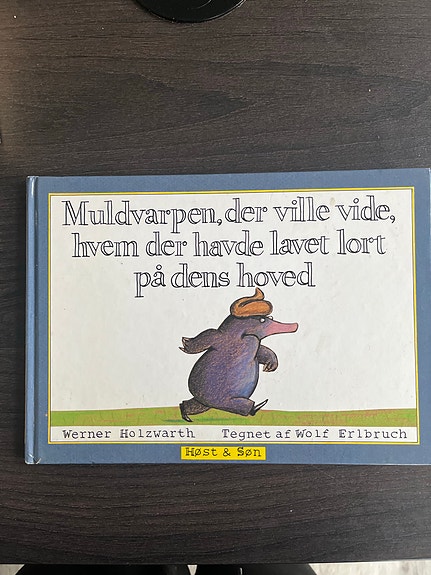 Muldvarpen, der ville vide,
hvem der havde lavet lort
på dens hoved
Werner Holzwarth Tegnet af Wolf Erlbruch
Høst & Søn